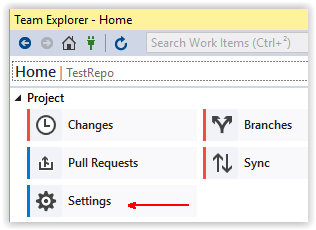 Team Explorer - Home
Search Work Items (Ctrl+²)
Home | TestRepo
Project
Changes
Branches
Pull Requests
Sync
Settings